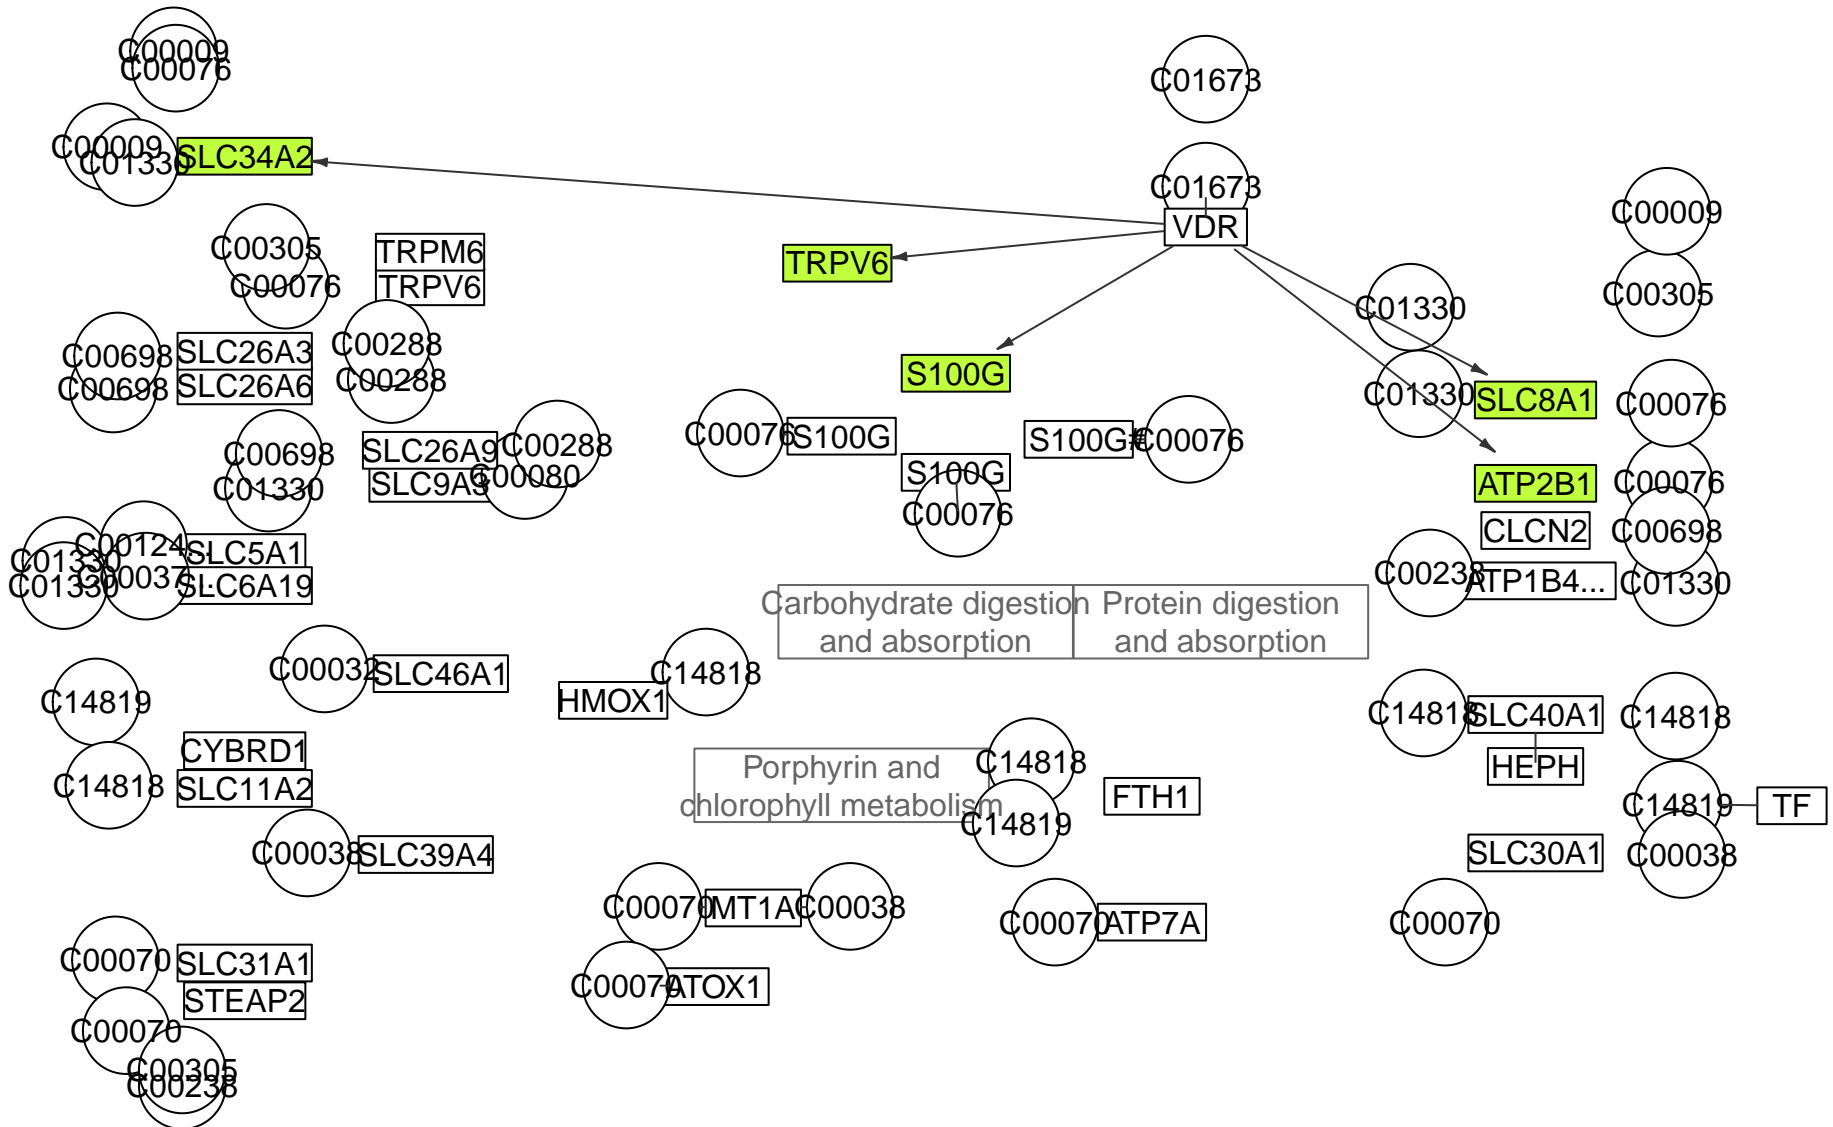 C00009
C00076
C01673
C00009
C01330
SLC34A2
C01673
VDR
C00009
C00305
C00076
TRPM6
TRPV6
TRPV6
C01330
C00305
C00698
C00698
SLC26A3
SLC26A6
C00288
C00288
S100G
C01330
SLC8A1
C00076
C00698
C01330
SLC26A9
SLC9A3
C00288
C00080
C00076
S100G
S100G
C00076
S100G#
C00076
ATP2B1
C00076
CLCN2
C00698
C01330
C01330
C00124...
C00037...
SLC5A1
SLC6A19
C00238
ATP1B4...
C01330
Carbohydrate digestion
and absorption
Protein digestion
and absorption
C00032
SLC46A1
HMOX1
C14818
C14819
C14818
CYBRD1
SLC11A2
Porphyrin and
chlorophyll metabolism
C14818
C14819
FTH1
C14818
SLC40A1
HEPH
C14818
C14819
TF
C00038
SLC39A4
SLC30A1
C00038
C00070
MT1A
C00038
C00070
ATP7A
C00070
C00070
SLC31A1
STEAP2
C00070
ATOX1
C00070
C00305
C00238